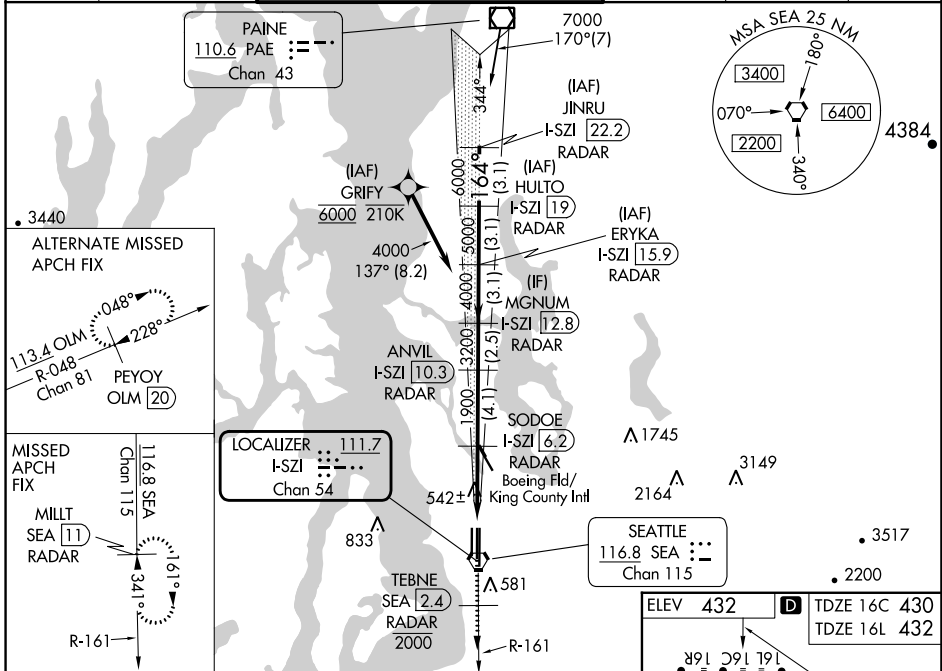 PAINE
110.6 PAE
Chan 43
7000
170°(7)
MSA SEA 25 NM
180°
3400
070°
6400
2200
340°
4384
344°
(IAF)
JINRU
I-SZI 22.2
RADAR
6000
164°
(3.1)
(IAF)
HULTO
I-SZI 19
RADAR
(IAF)
GRIFY
6000 210K
4000
137° (8.2)
5000
(3.1)
(IAF)
ERYKA
I-SZI 15.9
RADAR
4000
(3.1)
(IF)
MGNUM
I-SZI 12.8
RADAR
3200
(2.5)
ANVIL
I-SZI 10.3
RADAR
1900
(4.1)
SODOE
I-SZI 6.2
RADAR
Boeing Fld/
King County Intl
3440
ALTERNATE MISSED
APCH FIX
048°
228°
113.4 OLM
R-048
Chan 81
PEYOY
OLM 20
MISSED
APCH
FIX
116.8 SEA
Chan 115
MILLT
SEA 11
RADAR
161°
341°
R-161
LOCALIZER 111.7
I-SZI
Chan 54
542±
833
1745
2164
3149
SEATTLE
116.8 SEA
Chan 115
3517
2200
581
TEBNE
SEA 2.4
RADAR
2000
R-161
ELEV 432
D
TDZE 16C 430
TDZE 16L 432
16R 16C 16L